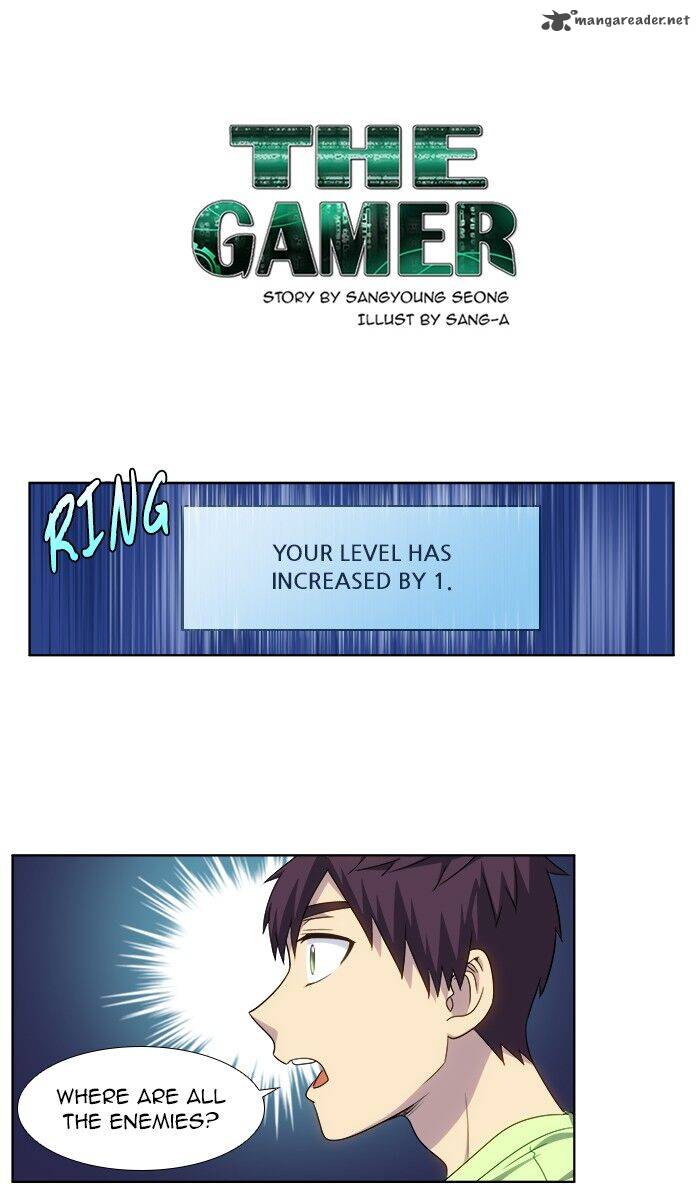 mangareader.net
THE
GAMER
STORY BY SANGYOUNG SEONG
ILLUST BY SANG-A
RING
YOUR LEVEL HAS
INCREASED BY 1.
WHERE ARE ALL
THE ENEMIES?